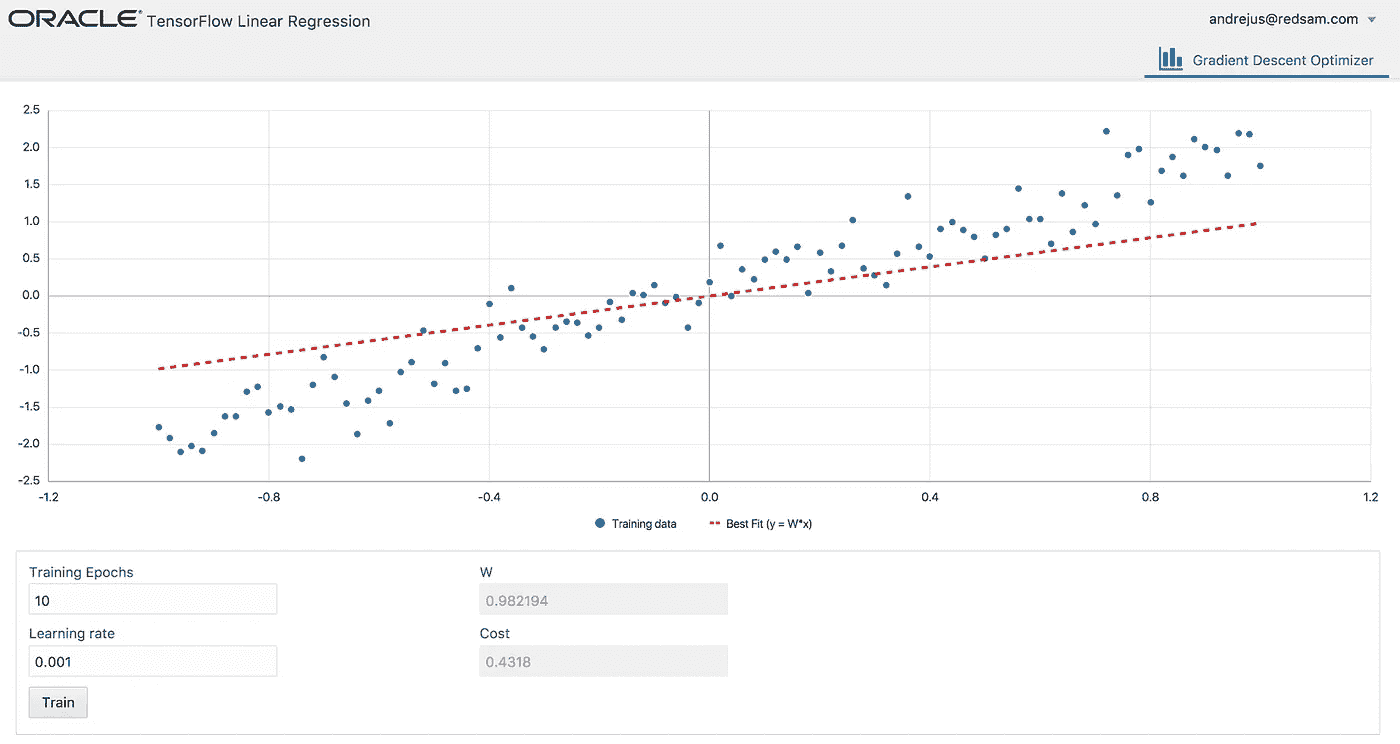 ORACLE® TensorFlow Linear Regression
andrejus@redsam.com
Gradient Descent Optimizer
2.5
2.0
1.5
1.0
0.5
0.0
-0.5
-1.0
-1.5
-2.0
-2.5
-1.2 -0.8 -0.4 0.0 0.4 0.8 1.2
Training data Best Fit (y = W*x)
Training Epochs W
10 0.982194
Learning rate Cost
0.001 0.4318
Train